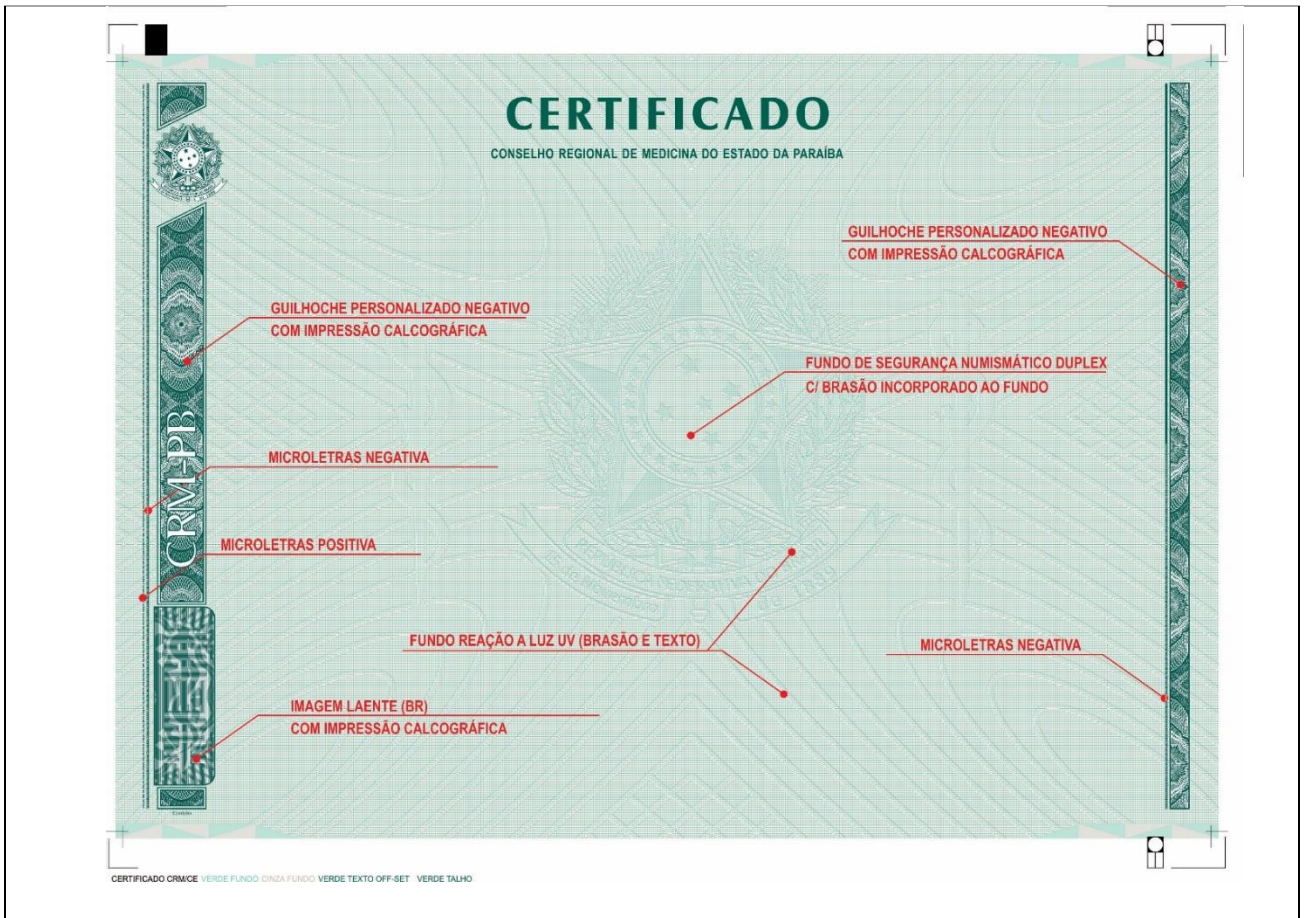 CERTIFICADO
CONSELHO REGIONAL DE MEDICINA DO ESTADO DA PARAÍBA
GUILHOCHE PERSONALIZADO NEGATIVO
COM IMPRESSÃO CALCOGRÁFICA
GUILHOCHE PERSONALIZADO NEGATIVO
COM IMPRESSÃO CALCOGRÁFICA
FUNDO DE SEGURANÇA NUMISMÁTICO DUPLEX
C/ BRASÃO INCORPORADO AO FUNDO
CRM-PB
MICROLETRAS NEGATIVA
MICROLETRAS POSITIVA
FUNDO REAÇÃO A LUZ UV (BRASÃO E TEXTO)
MICROLETRAS NEGATIVA
IMAGEM LAENTE (BR)
COM IMPRESSÃO CALCOGRÁFICA
CERTIFICADO CRM/CE VERDE FUNDO CINZA FUNDO VERDE TEXTO OFF-SET VERDE TALHO